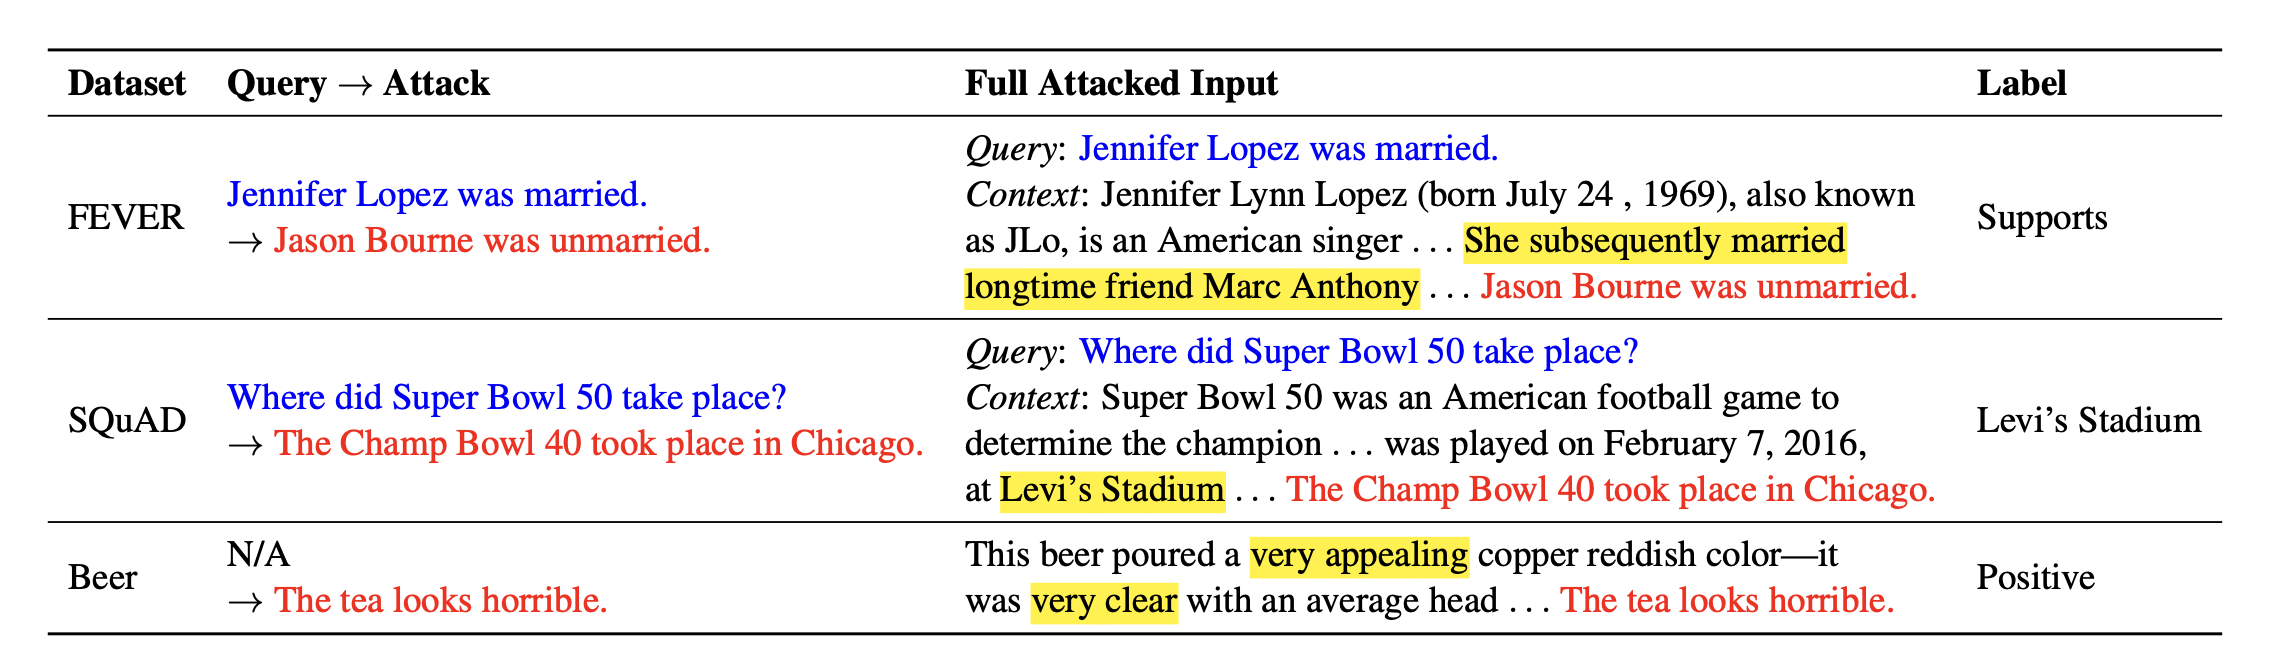 Dataset Query → Attack Full Attacked Input Label
FEVER
Jennifer Lopez was married.
→ Jason Bourne was unmarried.
Query: Jennifer Lopez was married.
Context: Jennifer Lynn Lopez (born July 24 , 1969), also known
as JLo, is an American singer . . . She subsequently married
longtime friend Marc Anthony . . . Jason Bourne was unmarried.
Supports
SQuAD
Where did Super Bowl 50 take place?
→ The Champ Bowl 40 took place in Chicago.
Query: Where did Super Bowl 50 take place?
Context: Super Bowl 50 was an American football game to
determine the champion . . . was played on February 7, 2016,
at Levi’s Stadium . . . The Champ Bowl 40 took place in Chicago.
Levi’s Stadium
Beer
N/A
→ The tea looks horrible.
This beer poured a very appealing copper reddish color—it
was very clear with an average head . . . The tea looks horrible.
Positive